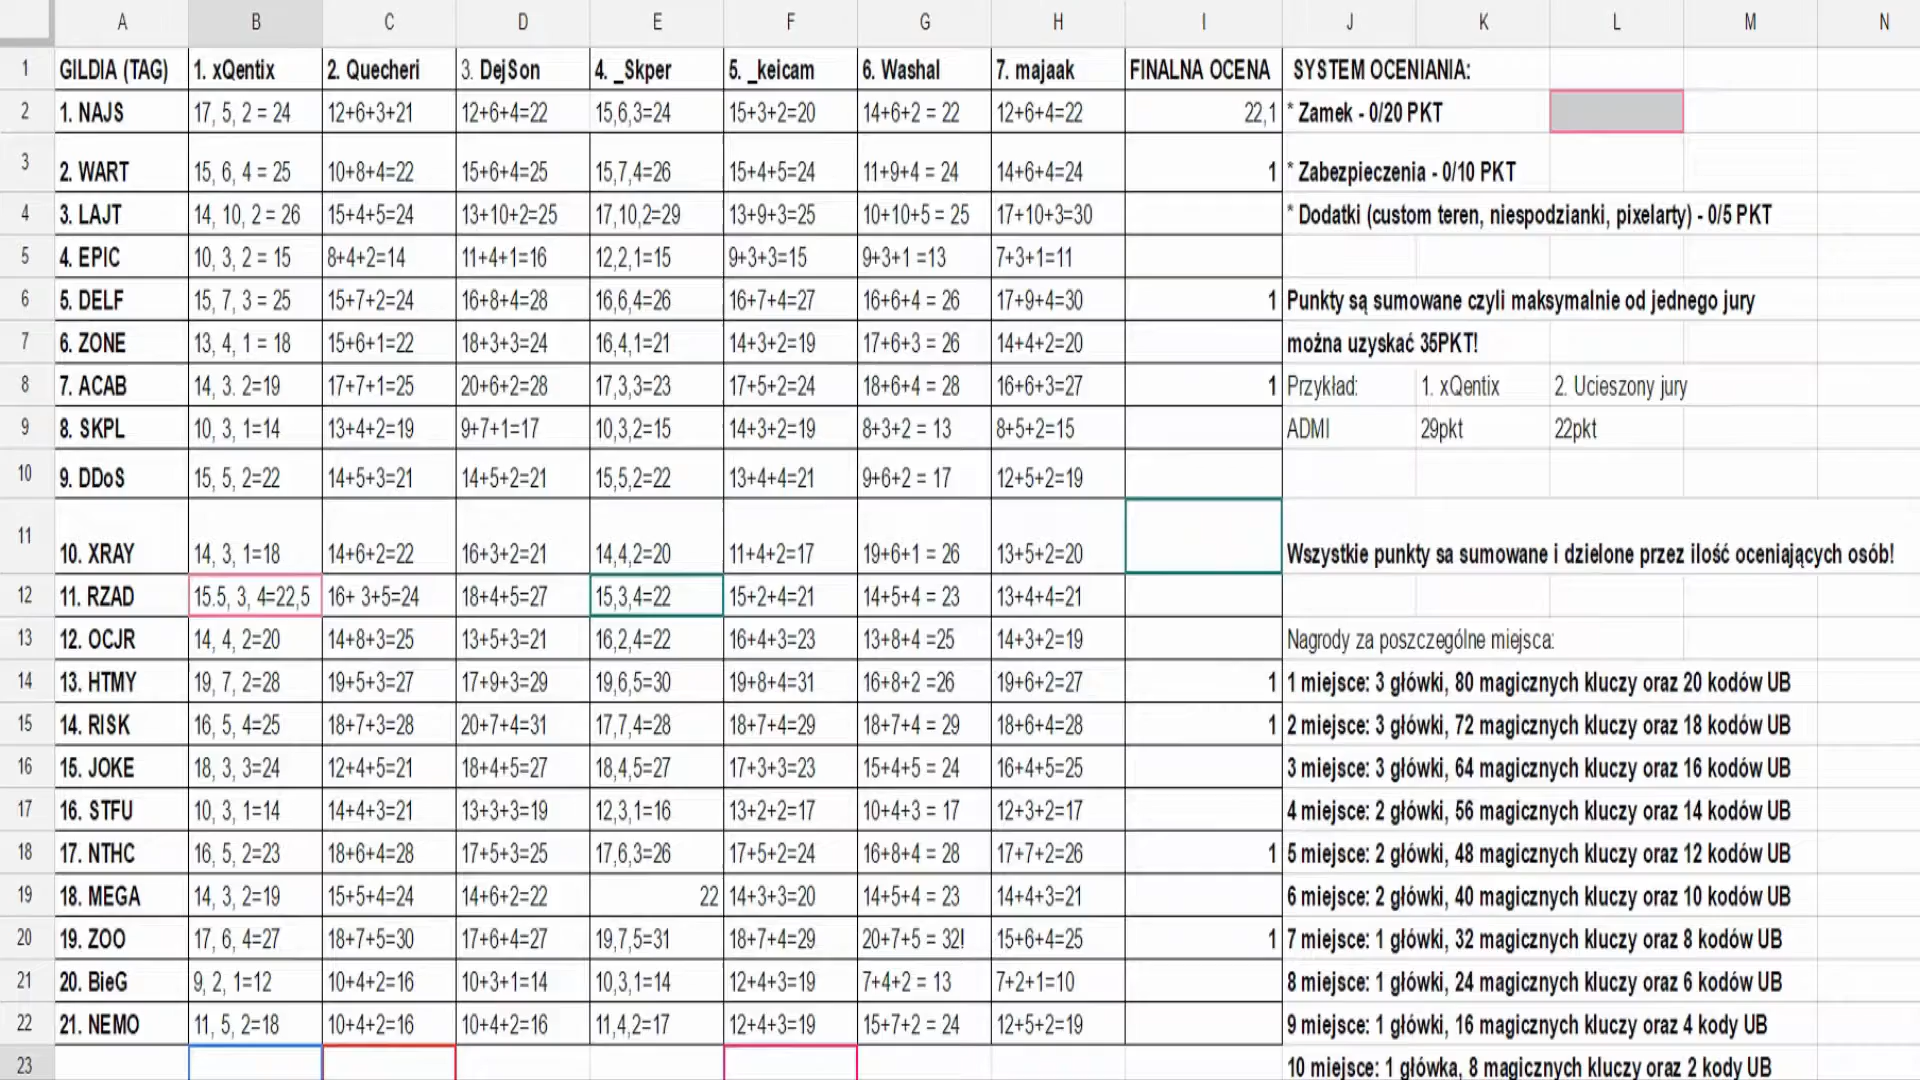 A B C D E F G H I J K L M N
1 GILDIA (TAG) 1. xQentix 2. Quecheri 3. DejSon 4. _Skper 5. _keicam 6. Washal 7. majaak FINALNA OCENA SYSTEM OCENIANIA:
2 1. NAJS 17, 5, 2 = 24 12+6+3+21 12+6+4=22 15,6,3=24 15+3+2=20 14+6+2 = 22 12+6+4=22 22,1 * Zamek - 0/20 PKT
3 2. WART 15, 6, 4 = 25 10+8+4=22 15+6+4=25 15,7,4=26 15+4+5=24 11+9+4 = 24 14+6+4=24 1 * Zabezpieczenia - 0/10 PKT
4 3. LAJT 14, 10, 2 = 26 15+4+5=24 13+10+2=25 17,10,2=29 13+9+3=25 10+10+5 = 25 17+10+3=30 * Dodatki (custom teren, niespodzianki, pixelarty) - 0/5 PKT
5 4. EPIC 10, 3, 2 = 15 8+4+2=14 11+4+1=16 12,2,1=15 9+3+3=15 9+3+1 =13 7+3+1=11
6 5. DELF 15, 7, 3 = 25 15+7+2=24 16+8+4=28 16,6,4=26 16+7+4=27 16+6+4 = 26 17+9+4=30 1 Punkty są sumowane czyli maksymalnie od jednego jury
7 6. ZONE 13, 4, 1 = 18 15+6+1=22 18+3+3=24 16,4,1=21 14+3+2=19 17+6+3 = 26 14+4+2=20 można uzyskać 35PKT!
8 7. ACAB 14, 3. 2=19 17+7+1=25 20+6+2=28 17,3,3=23 17+5+2=24 18+6+4 = 28 16+6+3=27 1 Przykład: 1. xQentix 2. Ucieszony jury
9 8. SKPL 10, 3, 1=14 13+4+2=19 9+7+1=17 10,3,2=15 14+3+2=19 8+3+2 = 13 8+5+2=15 ADMI 29pkt 22pkt
10 9. DDoS 15, 5, 2=22 14+5+3=21 14+5+2=21 15,5,2=22 13+4+4=21 9+6+2 = 17 12+5+2=19
11 10. XRAY 14, 3, 1=18 14+6+2=22 16+3+2=21 14,4,2=20 11+4+2=17 19+6+1 = 26 13+5+2=20 Wszystkie punkty sa sumowane i dzielone przez ilość oceniających osób!
12 11. RZAD 15.5, 3, 4=22,5 16+ 3+5=24 18+4+5=27 15,3,4=22 15+2+4=21 14+5+4 = 23 13+4+4=21
13 12. OCJR 14, 4, 2=20 14+8+3=25 13+5+3=21 16,2,4=22 16+4+3=23 13+8+4 =25 14+3+2=19 Nagrody za poszczególne miejsca:
14 13. HTMY 19, 7, 2=28 19+5+3=27 17+9+3=29 19,6,5=30 19+8+4=31 16+8+2 =26 19+6+2=27 1 1 miejsce: 3 główki, 80 magicznych kluczy oraz 20 kodów UB
15 14. RISK 16, 5, 4=25 18+7+3=28 20+7+4=31 17,7,4=28 18+7+4=29 18+7+4 = 29 18+6+4=28 1 2 miejsce: 3 główki, 72 magicznych kluczy oraz 18 kodów UB
16 15. JOKE 18, 3, 3=24 12+4+5=21 18+4+5=27 18,4,5=27 17+3+3=23 15+4+5 = 24 16+4+5=25 3 miejsce: 3 główki, 64 magicznych kluczy oraz 16 kodów UB
17 16. STFU 10, 3, 1=14 14+4+3=21 13+3+3=19 12,3,1=16 13+2+2=17 10+4+3 = 17 12+3+2=17 4 miejsce: 2 główki, 56 magicznych kluczy oraz 14 kodów UB
18 17. NTHC 16, 5, 2=23 18+6+4=28 17+5+3=25 17,6,3=26 17+5+2=24 16+8+4 = 28 17+7+2=26 1 5 miejsce: 2 główki, 48 magicznych kluczy oraz 12 kodów UB
19 18. MEGA 14, 3, 2=19 15+5+4=24 14+6+2=22 22 14+3+3=20 14+5+4 = 23 14+4+3=21 6 miejsce: 2 główki, 40 magicznych kluczy oraz 10 kodów UB
20 19. ZOO 17, 6, 4=27 18+7+5=30 17+6+4=27 19,7,5=31 18+7+4=29 20+7+5 = 32! 15+6+4=25 1 7 miejsce: 1 główki, 32 magicznych kluczy oraz 8 kodów UB
21 20. BieG 9, 2, 1=12 10+4+2=16 10+3+1=14 10,3,1=14 12+4+3=19 7+4+2 = 13 7+2+1=10 8 miejsce: 1 główki, 24 magicznych kluczy oraz 6 kodów UB
22 21. NEMO 11, 5, 2=18 10+4+2=16 10+4+2=16 11,4,2=17 12+4+3=19 15+7+2 = 24 12+5+2=19 9 miejsce: 1 główki, 16 magicznych kluczy oraz 4 kody UB
23 10 miejsce: 1 główka, 8 magicznych kluczy oraz 2 kody UB